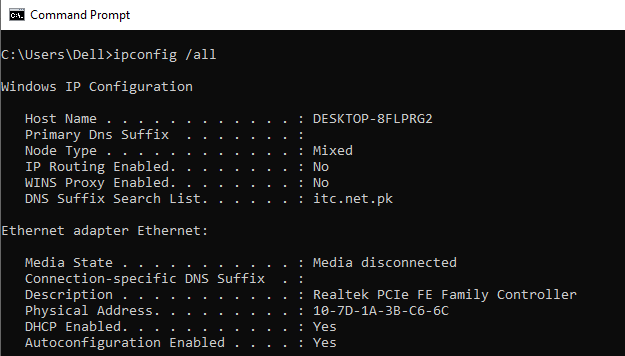 Command Prompt
C:\Users\Dell>ipconfig /all
Windows IP Configuration
Host Name . . . . . . . . . . . . : DESKTOP-8FLPRG2
Primary Dns Suffix  . . . . . . . :
Node Type . . . . . . . . . . . . : Mixed
IP Routing Enabled. . . . . . . . : No
WINS Proxy Enabled. . . . . . . . : No
DNS Suffix Search List. . . . . . : itc.net.pk
Ethernet adapter Ethernet:
Media State . . . . . . . . . . . : Media disconnected
Connection-specific DNS Suffix  . :
Description . . . . . . . . . . . : Realtek PCIe FE Family Controller
Physical Address. . . . . . . . . : 10-7D-1A-3B-C6-6C
DHCP Enabled. . . . . . . . . . . : Yes
Autoconfiguration Enabled . . . . : Yes